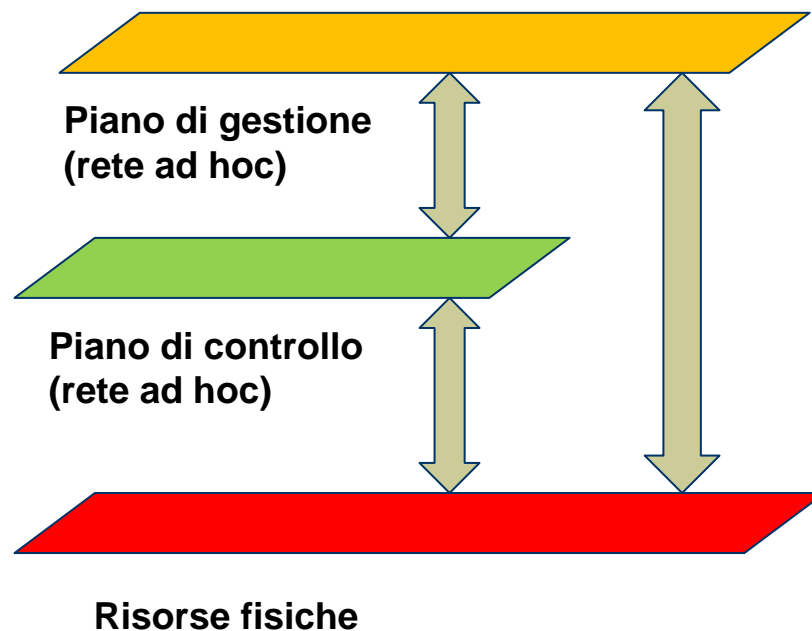 Piano di gestione
(rete ad hoc)
Piano di controllo
(rete ad hoc)
Risorse fisiche